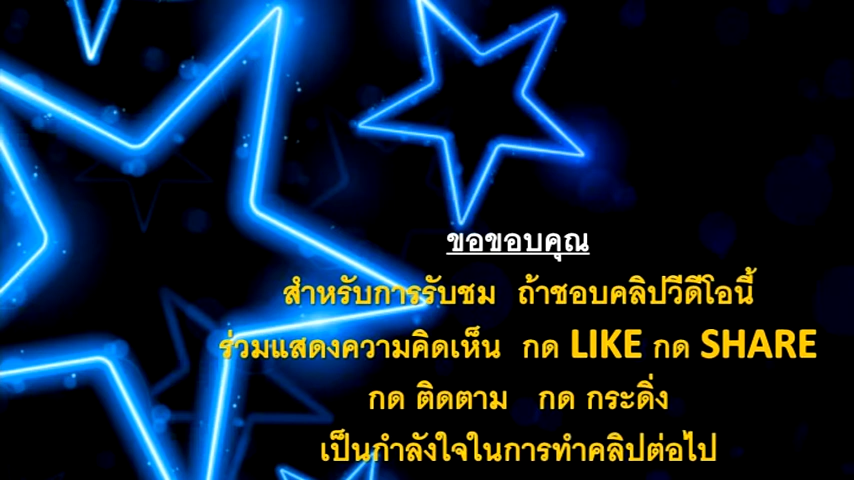 ขอขอบคุณ
สำหรับการรับชม ถ้าชอบคลิปวีดีโอนี้
ร่วมแสดงความคิดเห็น กด LIKE กด SHARE
กด ติดตาม กด กระดิ่ง
เป็นกำลังใจในการทำคลิปต่อไป